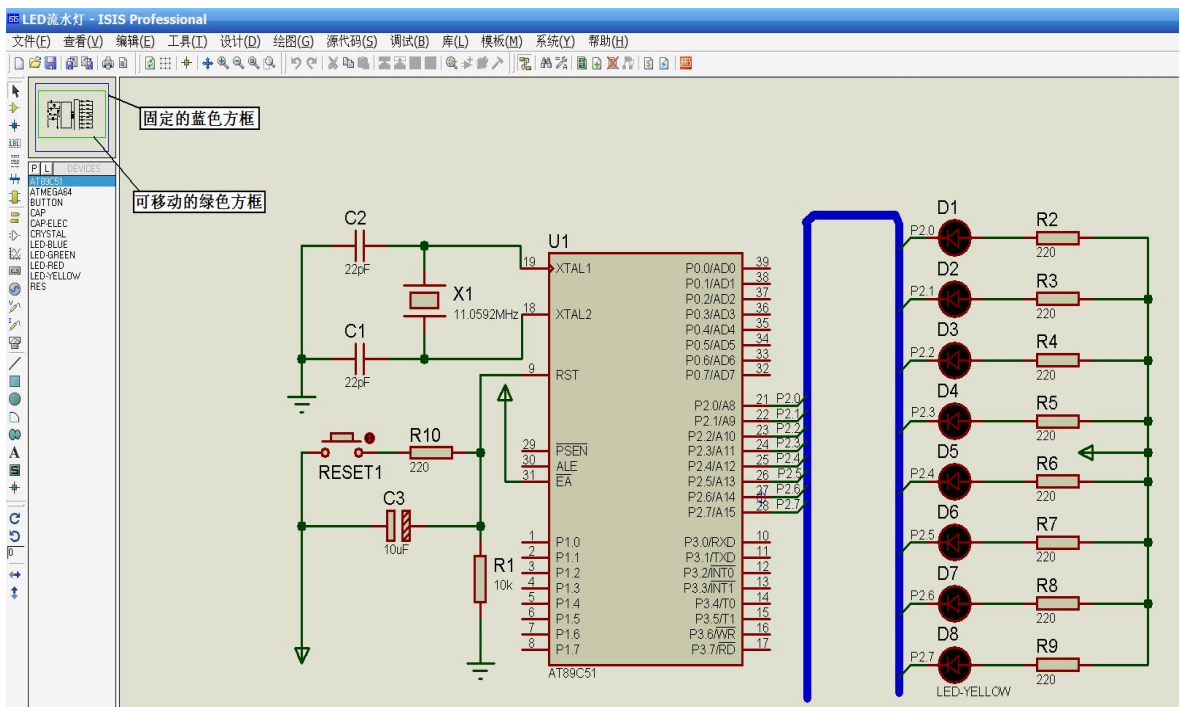 LED流水灯 - ISIS Professional
文件(F) 查看(V) 编辑(E) 工具(T) 设计(D) 绘图(G) 源代码(S) 调试(B) 库(L) 模板(M) 系统(Y) 帮助(H)
固定的蓝色方框
可移动的绿色方框
P L DEVICES
AT89C51
ATMEGA64
BUTTON
CAP
CAP-ELEC
CRYSTAL
LED-BLUE
LED-GREEN
LED-RED
LED-YELLOW
RES
LBL
A
S
0
C2
22pF
X1
11.0592MHz
C1
22pF
R10
220
RESET1
C3
10uF
R1
10k
U1
19 XTAL1
18 XTAL2
9 RST
29 PSEN
30 ALE
31 EA
1 P1.0
2 P1.1
3 P1.2
4 P1.3
5 P1.4
6 P1.5
7 P1.6
8 P1.7
P0.0/AD0 39
P0.1/AD1 38
P0.2/AD2 37
P0.3/AD3 36
P0.4/AD4 35
P0.5/AD5 34
P0.6/AD6 33
P0.7/AD7 32
P2.0/A8 21 P2.0
P2.1/A9 22 P2.1
P2.2/A10 23 P2.2
P2.3/A11 24 P2.3
P2.4/A12 25 P2.4
P2.5/A13 26 P2.5
P2.6/A14 27 P2.6
P2.7/A15 28 P2.7
P3.0/RXD 10
P3.1/TXD 11
P3.2/INT0 12
P3.3/INT1 13
P3.4/T0 14
P3.5/T1 15
P3.6/WR 16
P3.7/RD 17
AT89C51
D1
P2.0
R2
220
D2
P2.1
R3
220
D3
P2.2
R4
220
D4
P2.3
R5
220
D5
P2.4
R6
220
D6
P2.5
R7
220
D7
P2.6
R8
220
D8
P2.7
R9
220
LED-YELLOW